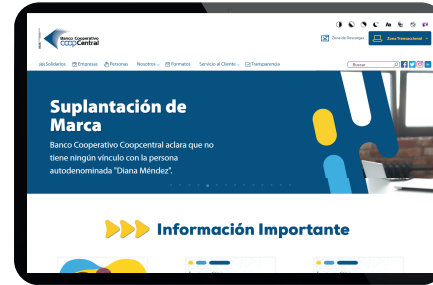 Banco Cooperativo
coopCentral
Zona de Descargas
Zona Transaccional
Solidarios Empresas Personas Nosotros Formatos Servicio al Cliente Transparencia
Buscar...
Suplantación de
Marca
Banco Cooperativo Coopcentral aclara que no
tiene ningún vínculo con la persona
autodenominada "Diana Méndez".
Información Importante